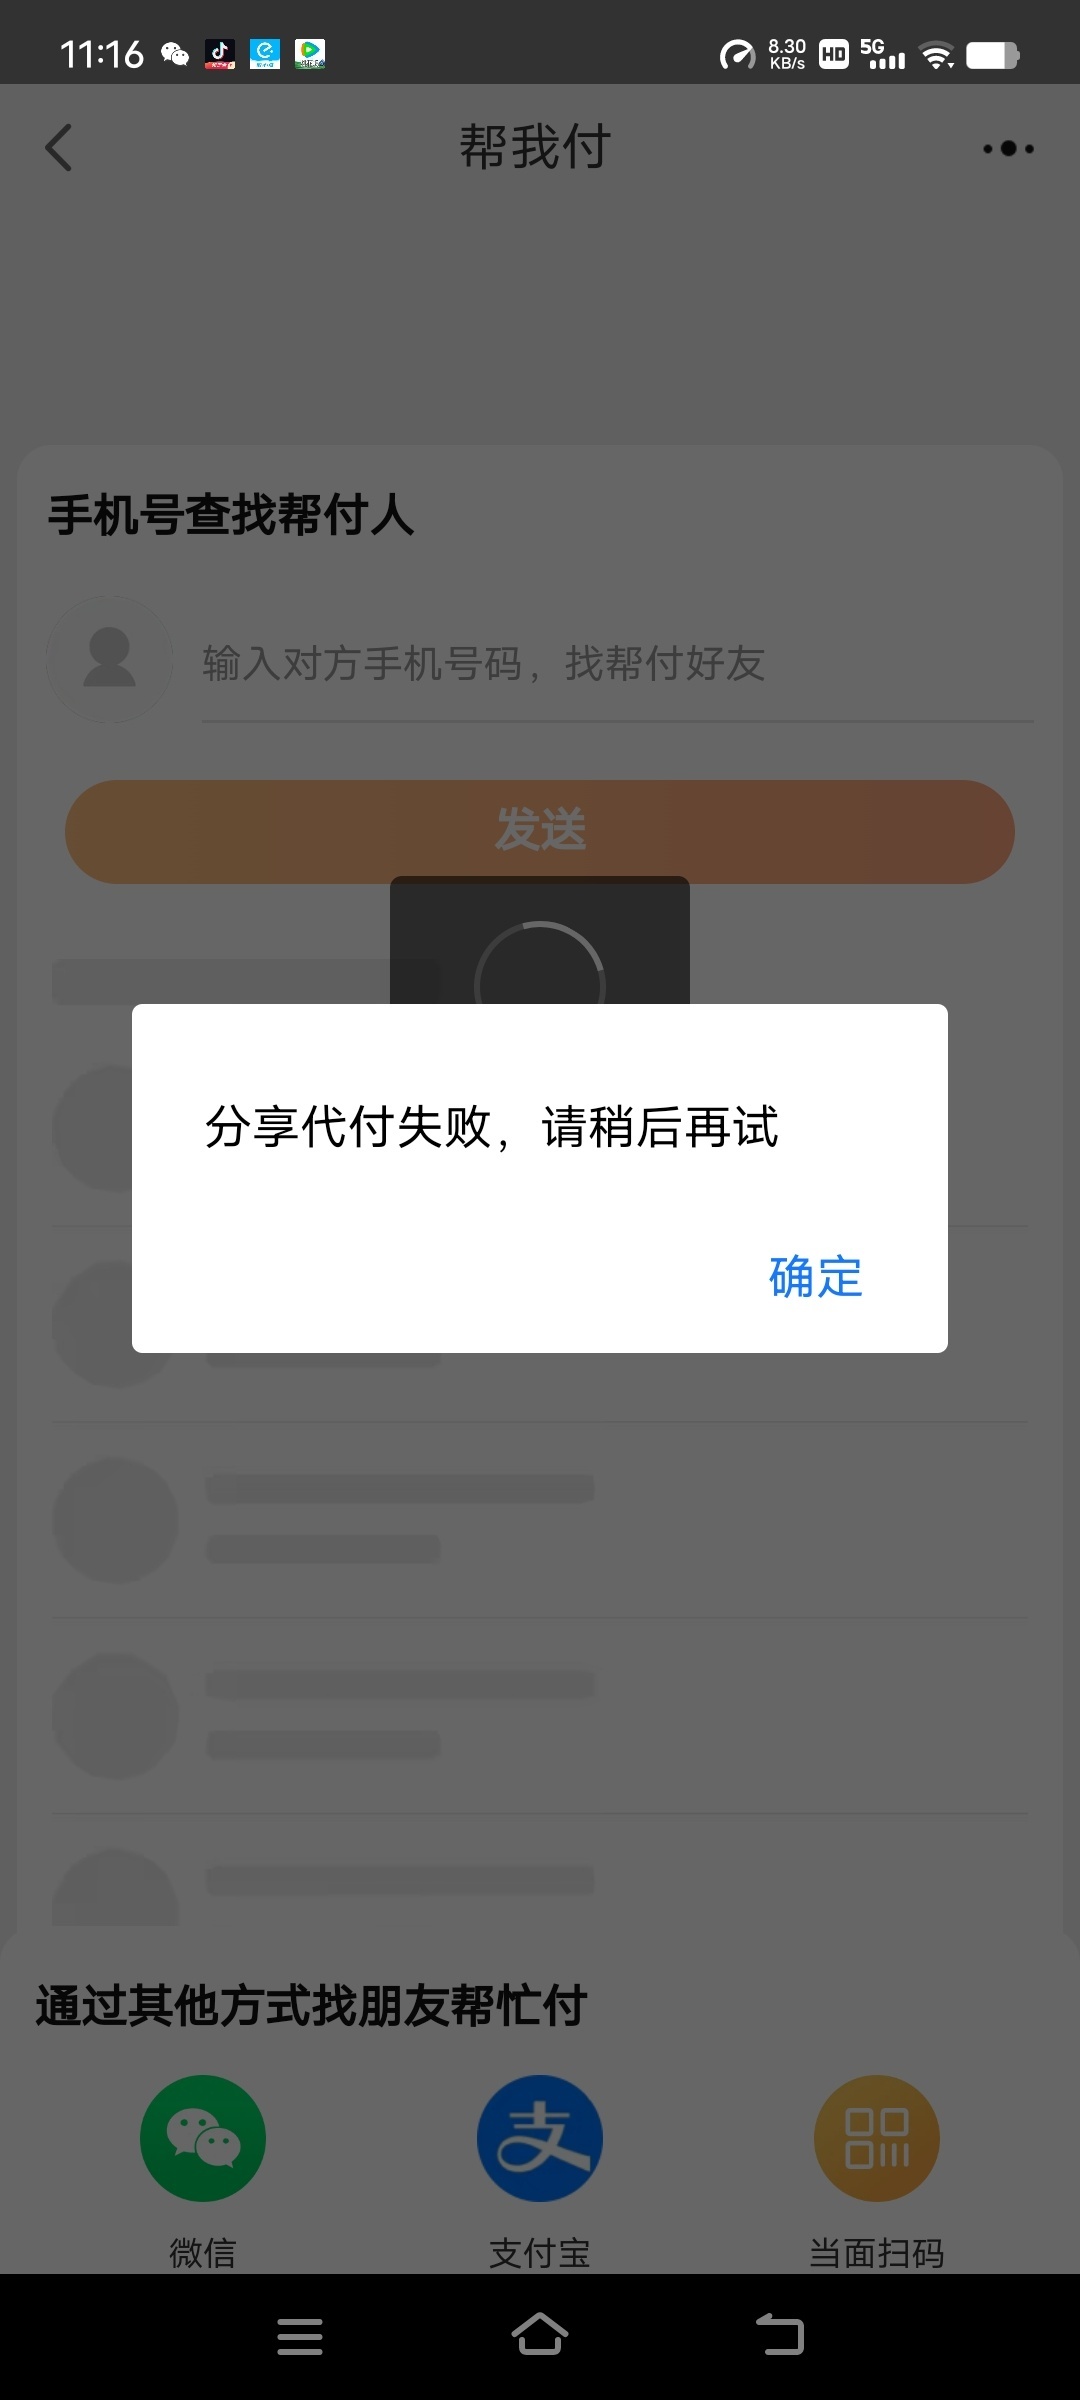 11:16
8.30
KB/s
HD
5G
帮我付
手机号查找帮付人
输入对方手机号码，找帮付好友
发送
分享代付失败，请稍后再试
确定
通过其他方式找朋友帮忙付
微信
支付宝
当面扫码